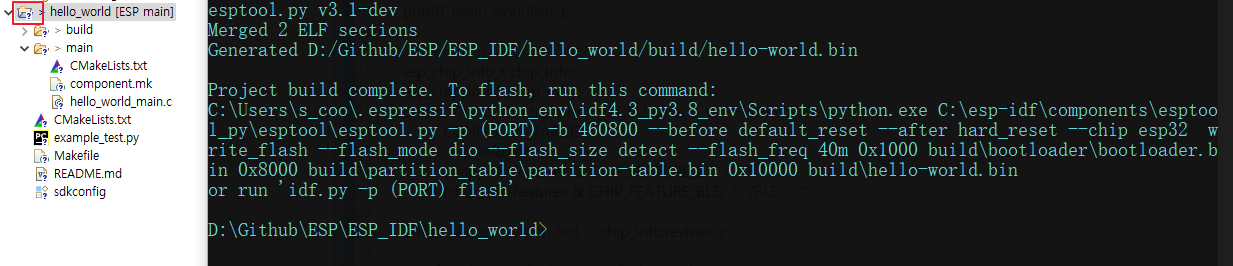 hello_world [ESP main]
build
main
CMakeLists.txt
component.mk
hello_world_main.c
CMakeLists.txt
example_test.py
Makefile
README.md
sdkconfig
esptool.py v3.1-dev
Merged 2 ELF sections
Generated D:/Github/ESP/ESP_IDF/hello_world/build/hello-world.bin
Project build complete. To flash, run this command:
C:\Users\s_coo\.espressif\python_env\idf4.3_py3.8_env\Scripts\python.exe C:\esp-idf\components\esptoo
l_py\esptool\esptool.py -p (PORT) -b 460800 --before default_reset --after hard_reset --chip esp32  w
rite_flash --flash_mode dio --flash_size detect --flash_freq 40m 0x1000 build\bootloader\bootloader.b
in 0x8000 build\partition_table\partition-table.bin 0x10000 build\hello-world.bin
or run 'idf.py -p (PORT) flash'
D:\Github\ESP\ESP_IDF\hello_world>